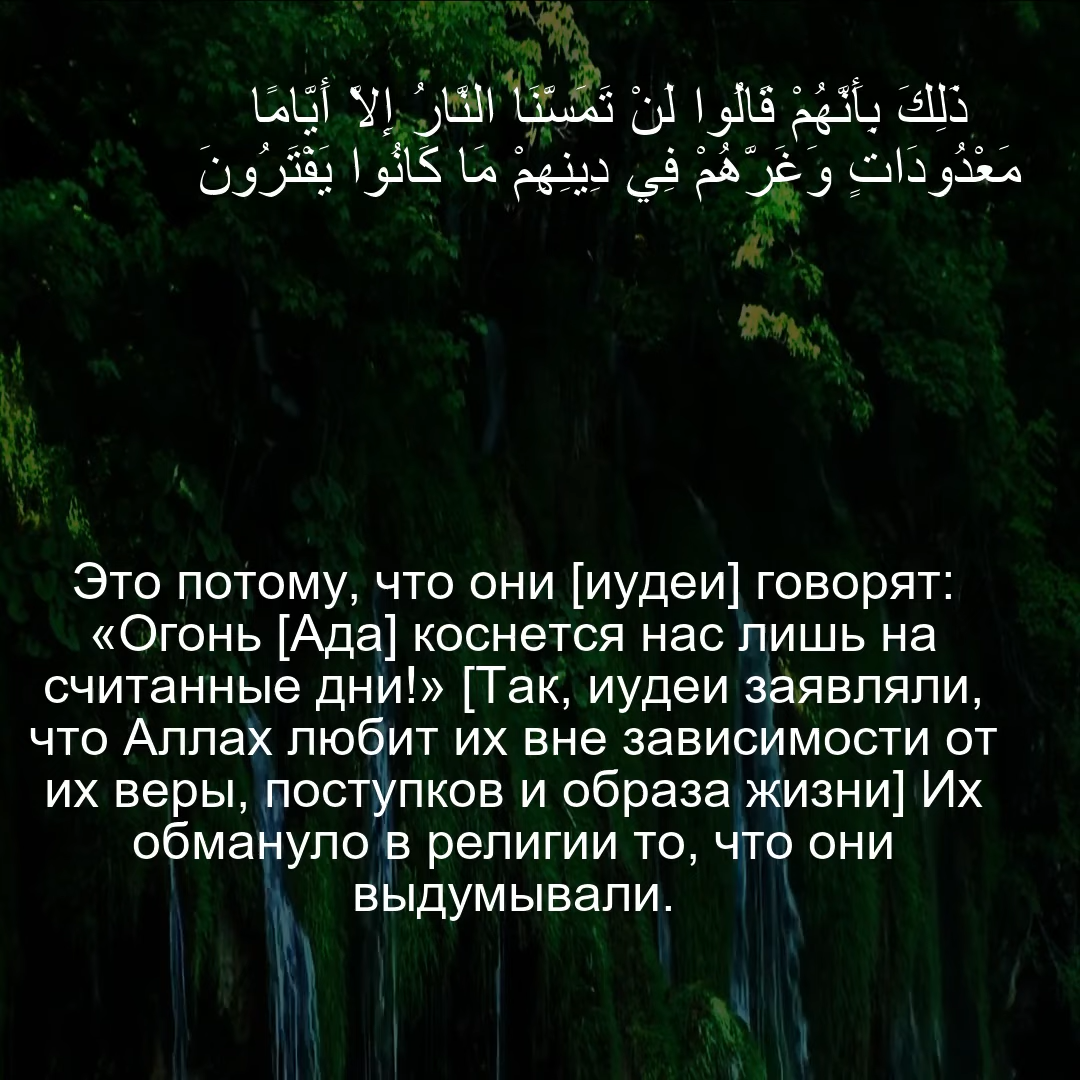 ذَلِكَ بِأَنَّهُمْ قَالُوا لَنْ تَمَسَّنَا النَّارُ إِلاَّ أَيَّامًا
مَعْدُودَاتٍ وَغَرَّهُمْ فِي دِينِهِمْ مَا كَانُوا يَفْتَرُونَ
Это потому, что они [иудеи] говорят:
«Огонь [Ада] коснется нас лишь на
считанные дни!» [Так, иудеи заявляли,
что Аллах любит их вне зависимости от
их веры, поступков и образа жизни] Их
обмануло в религии то, что они
выдумывали.